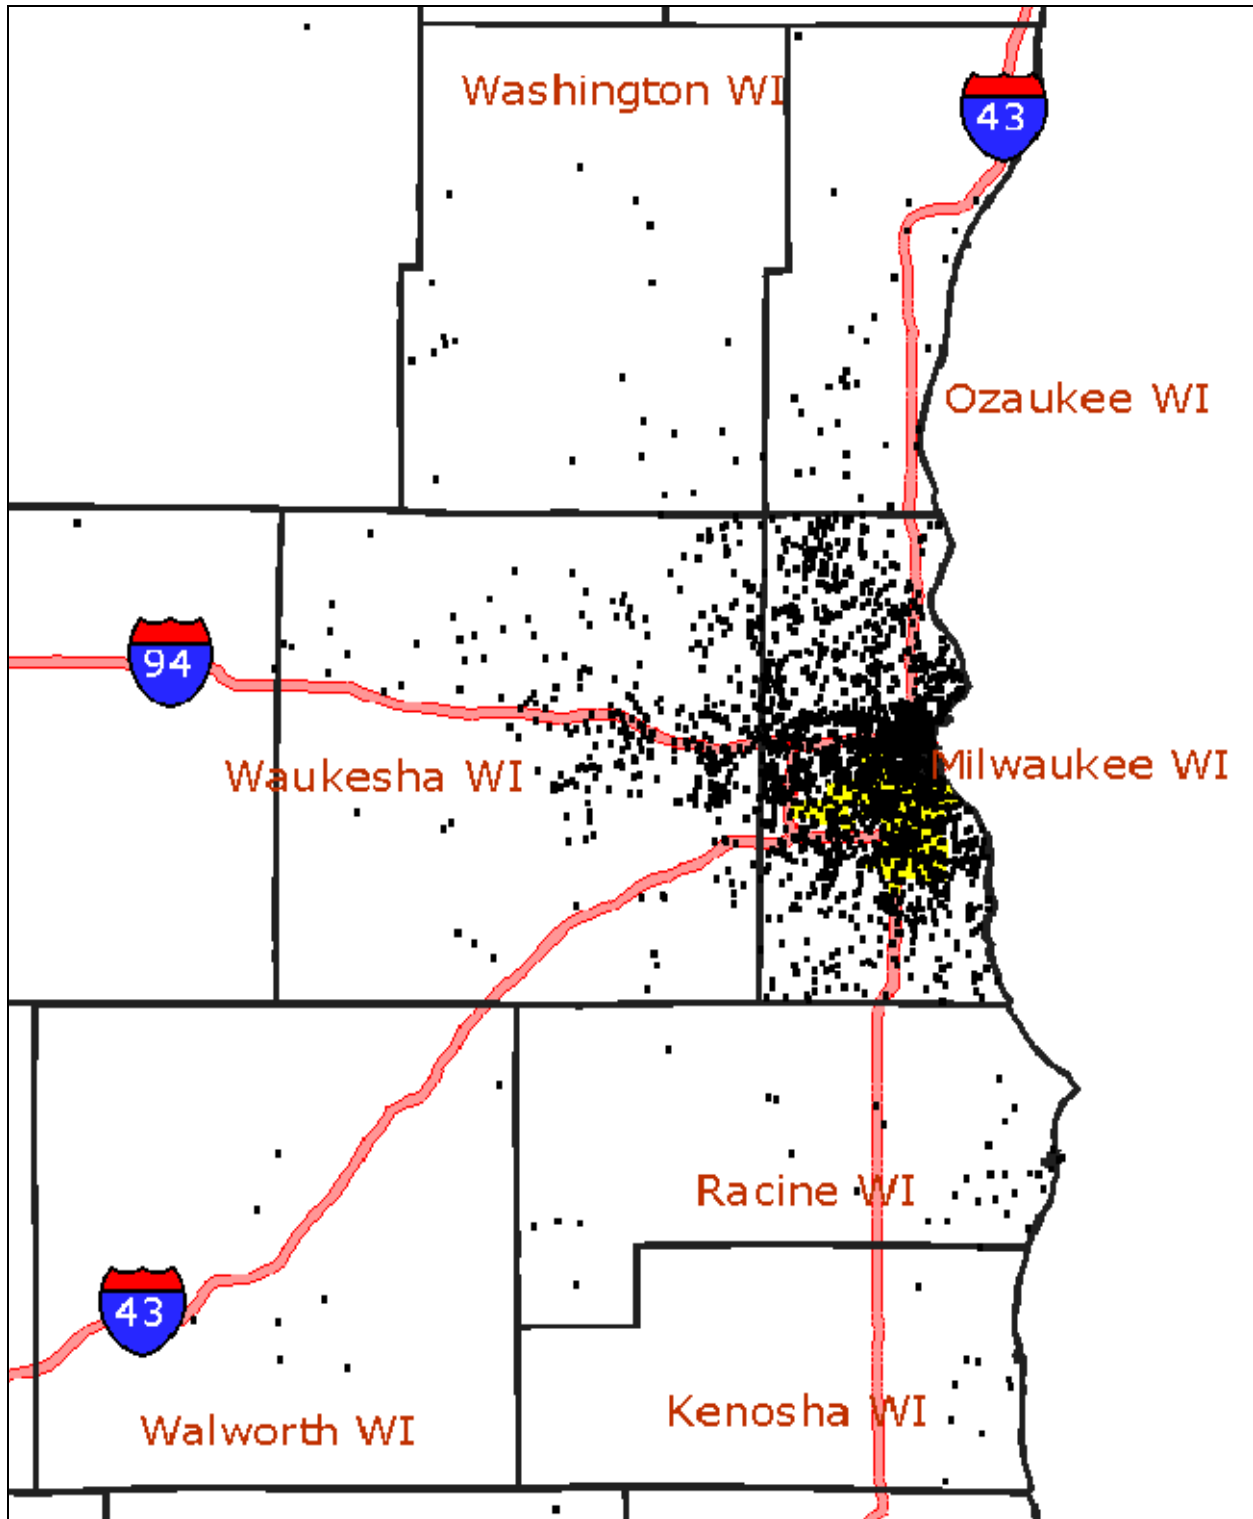 Washington WI
43
Ozaukee WI
94
Waukesha WI
Milwaukee WI
Racine WI
43
Kenosha WI
Walworth WI